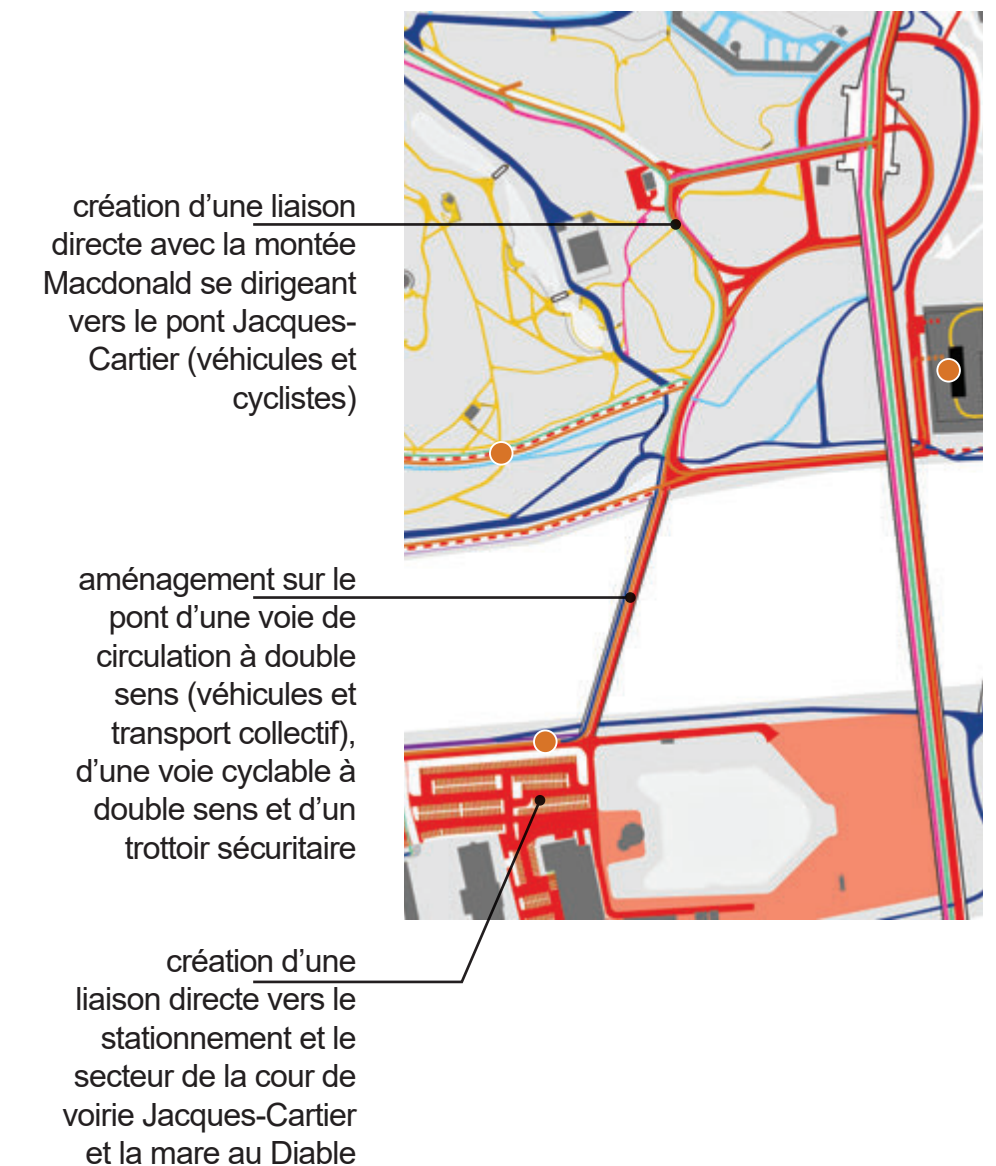 création d’une liaison
directe avec la montée
Macdonald se dirigeant
vers le pont Jacques-
Cartier (véhicules et
cyclistes)
aménagement sur le
pont d’une voie de
circulation à double
sens (véhicules et
transport collectif),
d’une voie cyclable à
double sens et d’un
trottoir sécuritaire
création d’une
liaison directe vers le
stationnement et le
secteur de la cour de
voirie Jacques-Cartier
et la mare au Diable